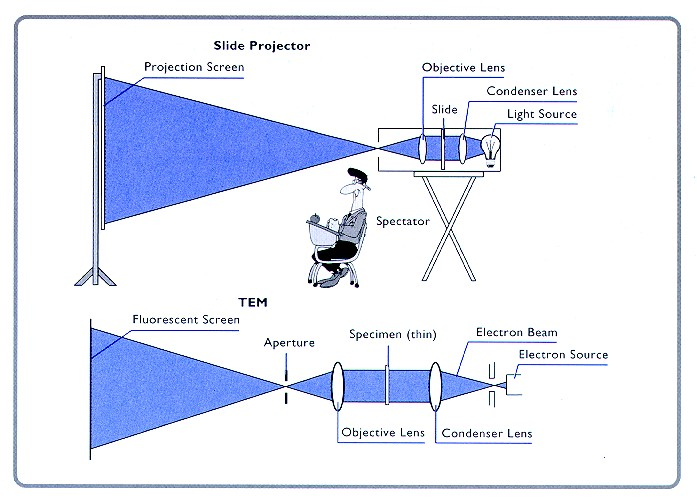 Slide Projector
Projection Screen
Objective Lens
Condenser Lens
Slide
Light Source
Spectator
TEM
Fluorescent Screen
Aperture
Specimen (thin)
Electron Beam
Electron Source
Objective Lens
Condenser Lens